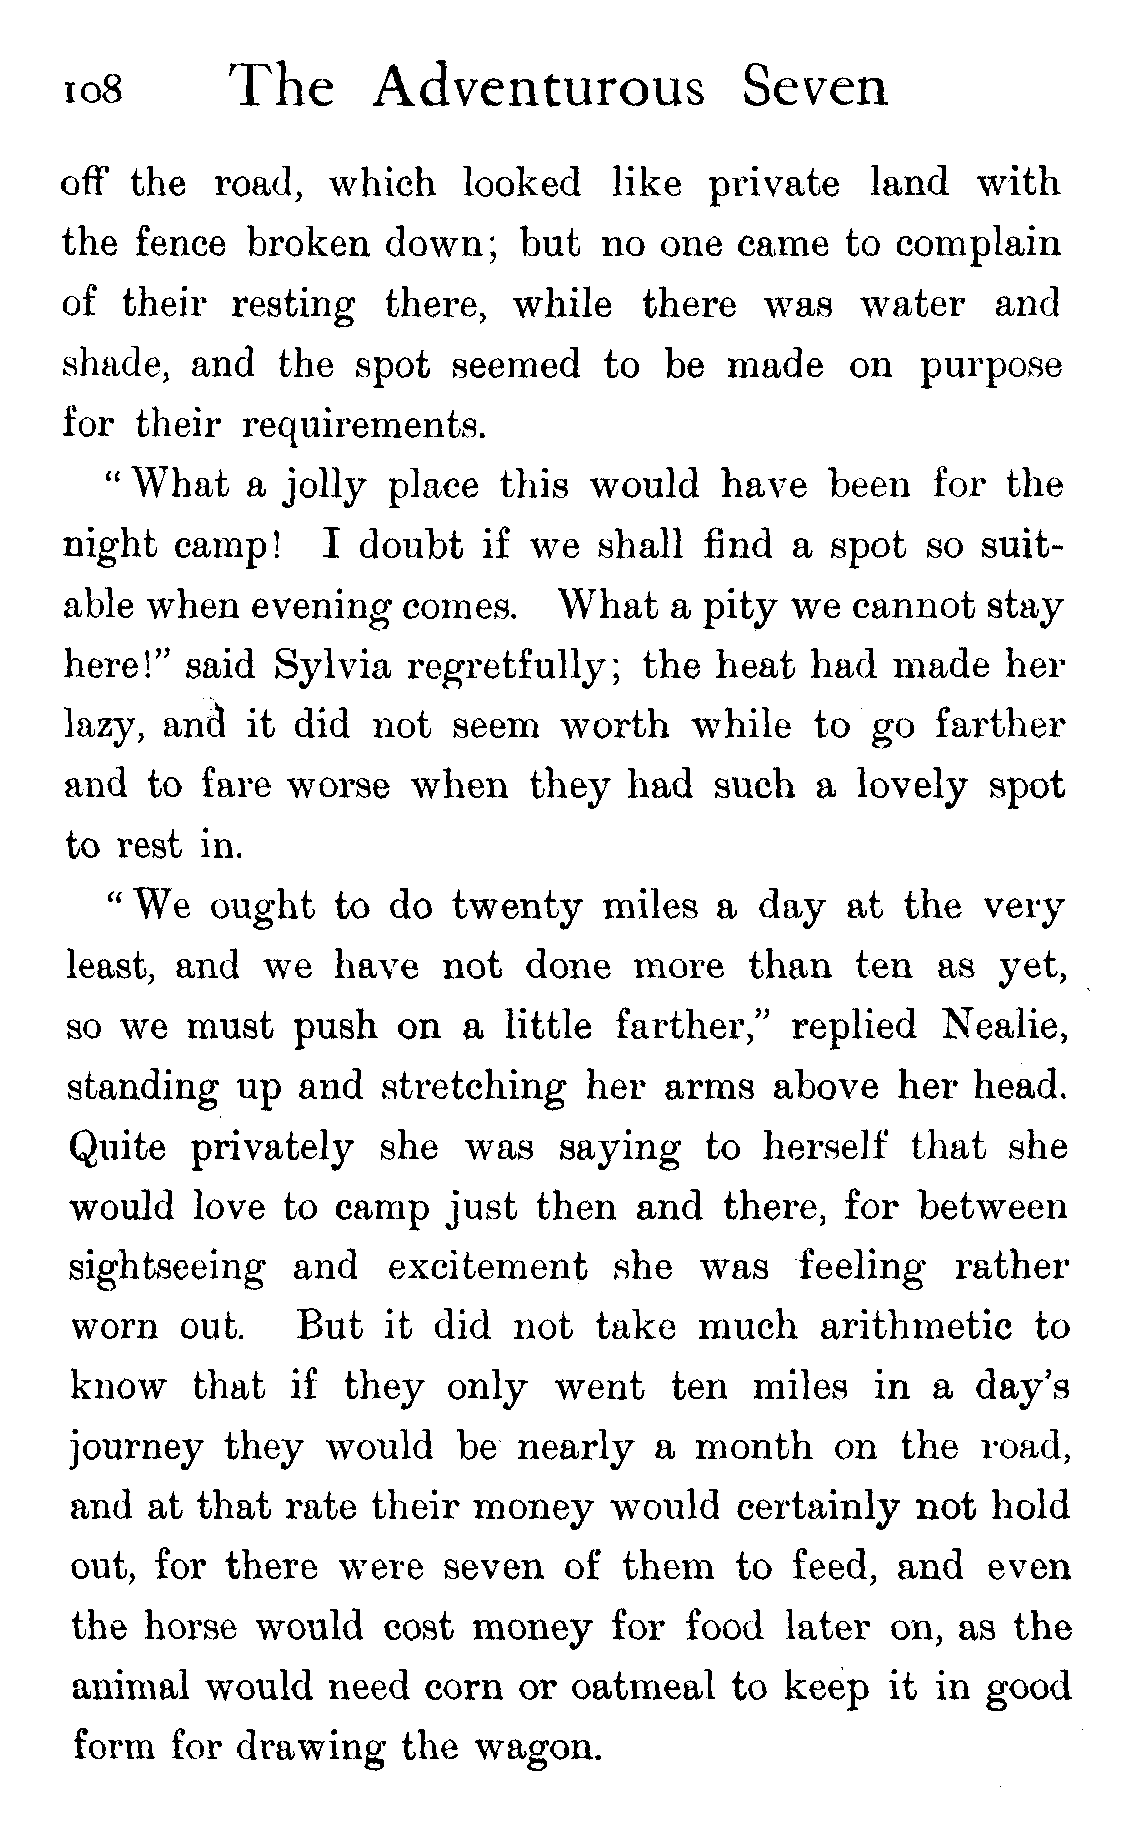 108 The Adventurous Seven
off the road, which looked like private land with
the fence broken down; but no one came to complain
of their resting there, while there was water and
shade, and the spot seemed to be made on purpose
for their requirements.
“What a jolly place this would have been for the
night camp! I doubt if we shall find a spot so suit-
able when evening comes. What a pity we cannot stay
here!” said Sylvia regretfully; the heat had made her
lazy, and it did not seem worth while to go farther
and to fare worse when they had such a lovely spot
to rest in.
“We ought to do twenty miles a day at the very
least, and we have not done more than ten as yet,
so we must push on a little farther,” replied Nealie,
standing up and stretching her arms above her head.
Quite privately she was saying to herself that she
would love to camp just then and there, for between
sightseeing and excitement she was feeling rather
worn out. But it did not take much arithmetic to
know that if they only went ten miles in a day’s
journey they would be nearly a month on the road,
and at that rate their money would certainly not hold
out, for there were seven of them to feed, and even
the horse would cost money for food later on, as the
animal would need corn or oatmeal to keep it in good
form for drawing the wagon.